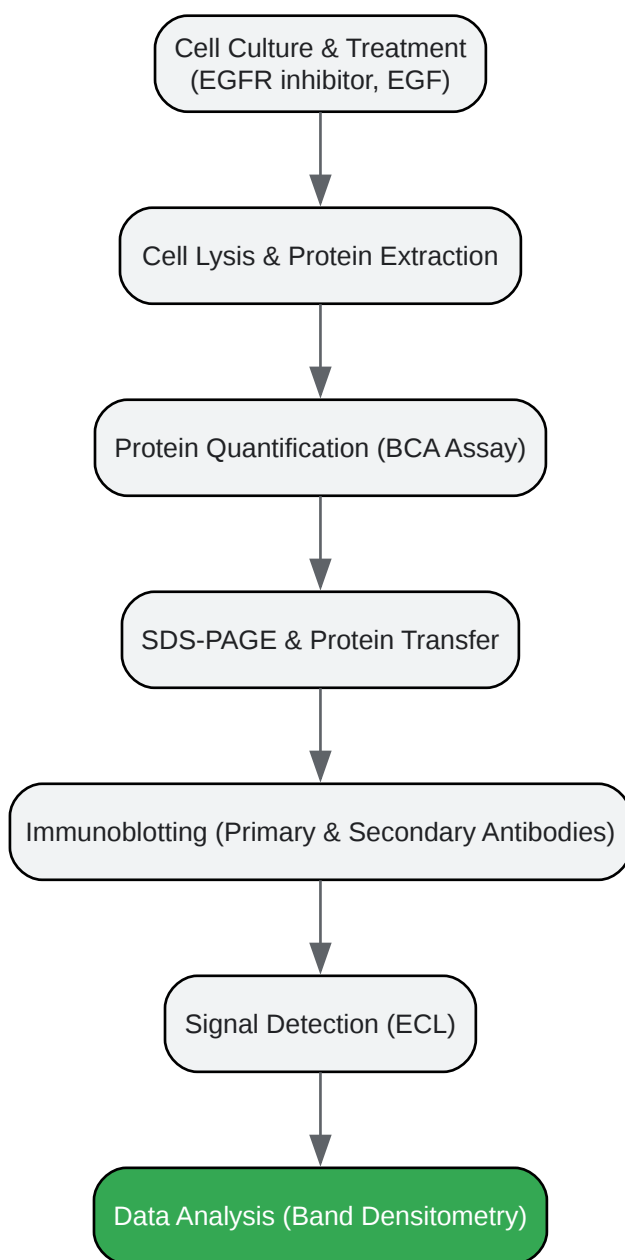 Cell Culture & Treatment
(EGFR inhibitor, EGF)
Cell Lysis & Protein Extraction
Protein Quantification (BCA Assay)
SDS-PAGE & Protein Transfer
Immunoblotting (Primary & Secondary Antibodies)
Signal Detection (ECL)
Data Analysis (Band Densitometry)